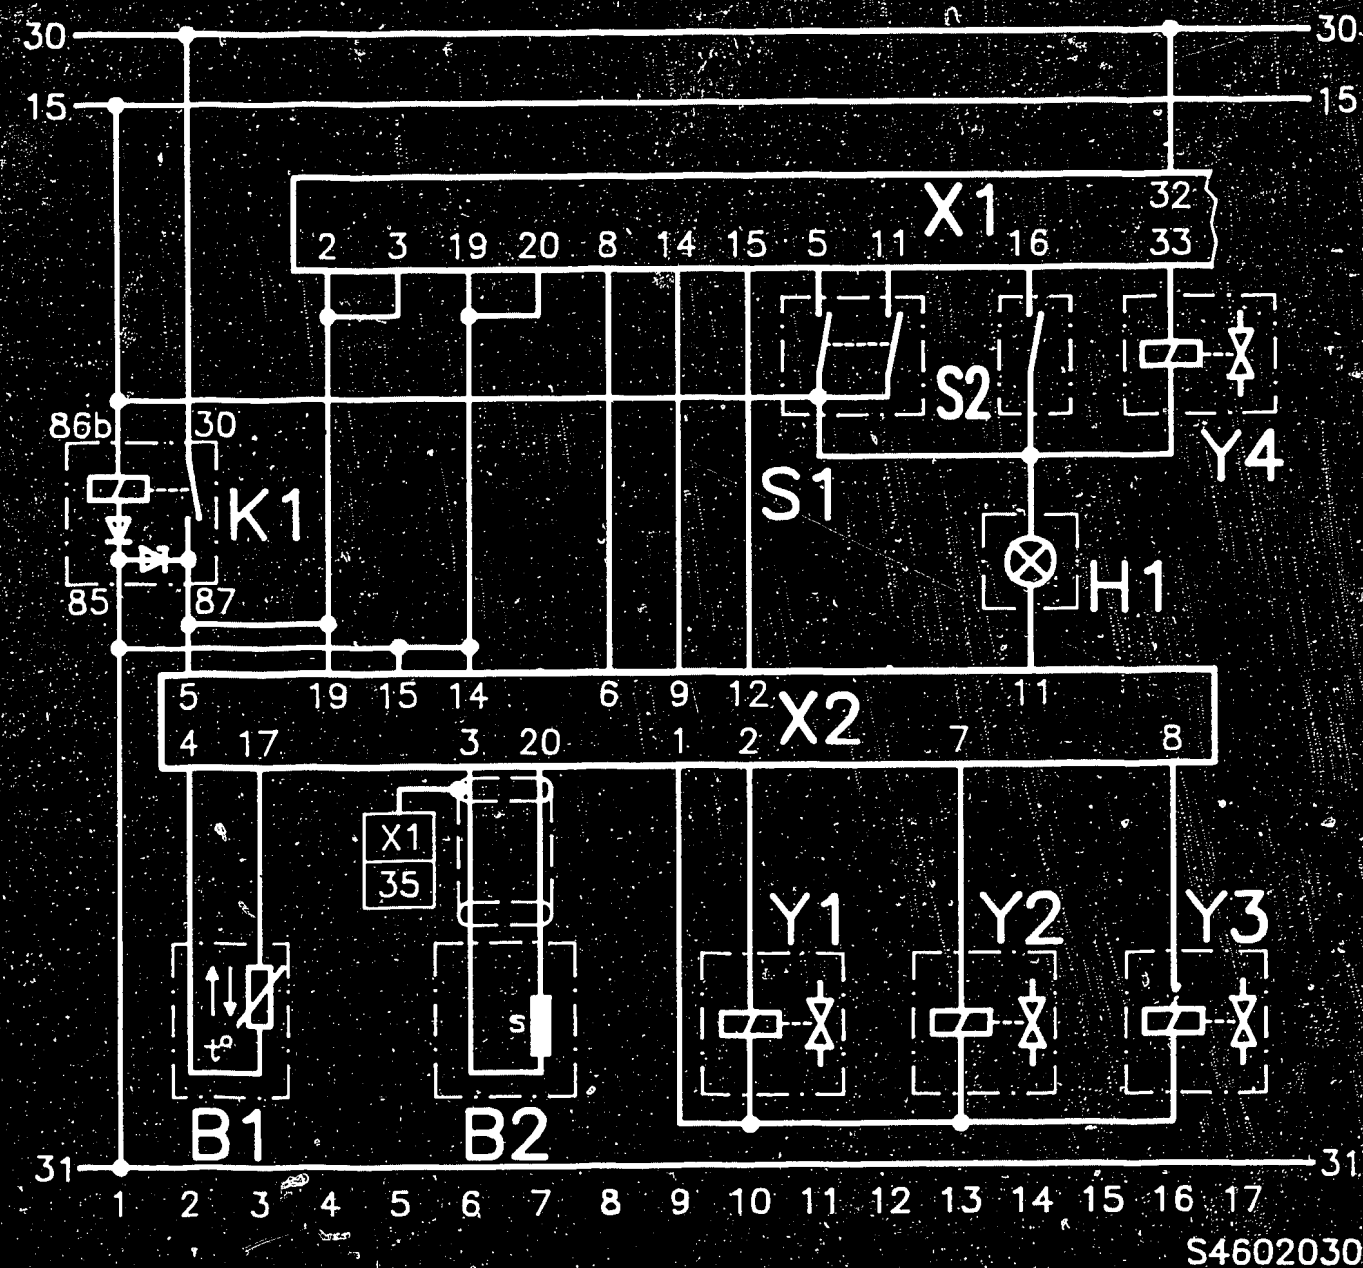 30 30
15 15
X1 32
2 3 19 20 8 14 15 5 11 16 33
S2
86b 30 Y4
K1 S1
H1
85 87
5 19 15 14 6 9 12 X2 11
4 17 3 20 1 2 7 8
X1
35
Y1 Y2 Y3
s
t°
B1 B2
31 31
1 2 3 4 5 6 7 8 9 10 11 12 13 14 15 16 17
S4602030